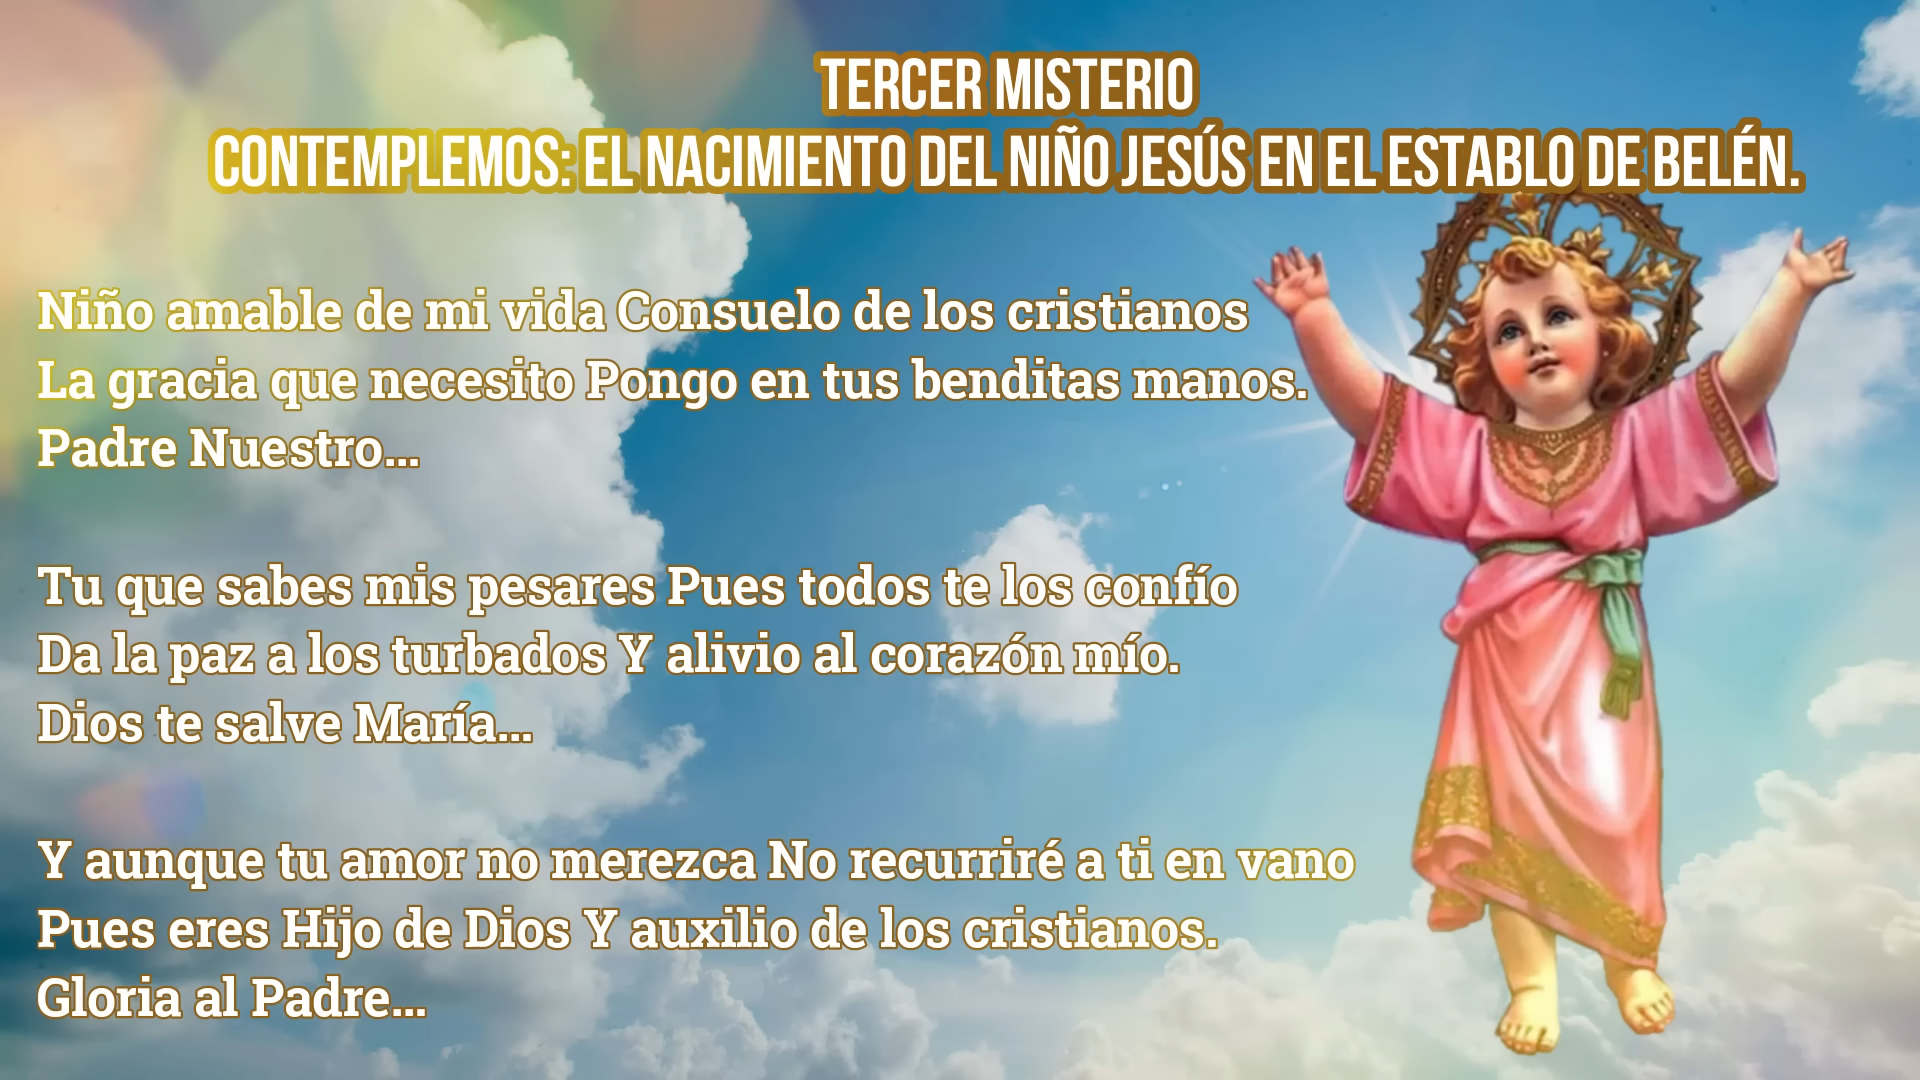 TERCER MISTERIO
CONTEMPLEMOS: EL NACIMIENTO DEL NIÑO JESÚS EN EL ESTABLO DE BELÉN.
Niño amable de mi vida Consuelo de los cristianos
La gracia que necesito Pongo en tus benditas manos.
Padre Nuestro...
Tu que sabes mis pesares Pues todos te los confío
Da la paz a los turbados Y alivio al corazón mío.
Dios te salve María...
Y aunque tu amor no merezca No recurriré a ti en vano
Pues eres Hijo de Dios Y auxilio de los cristianos.
Gloria al Padre...